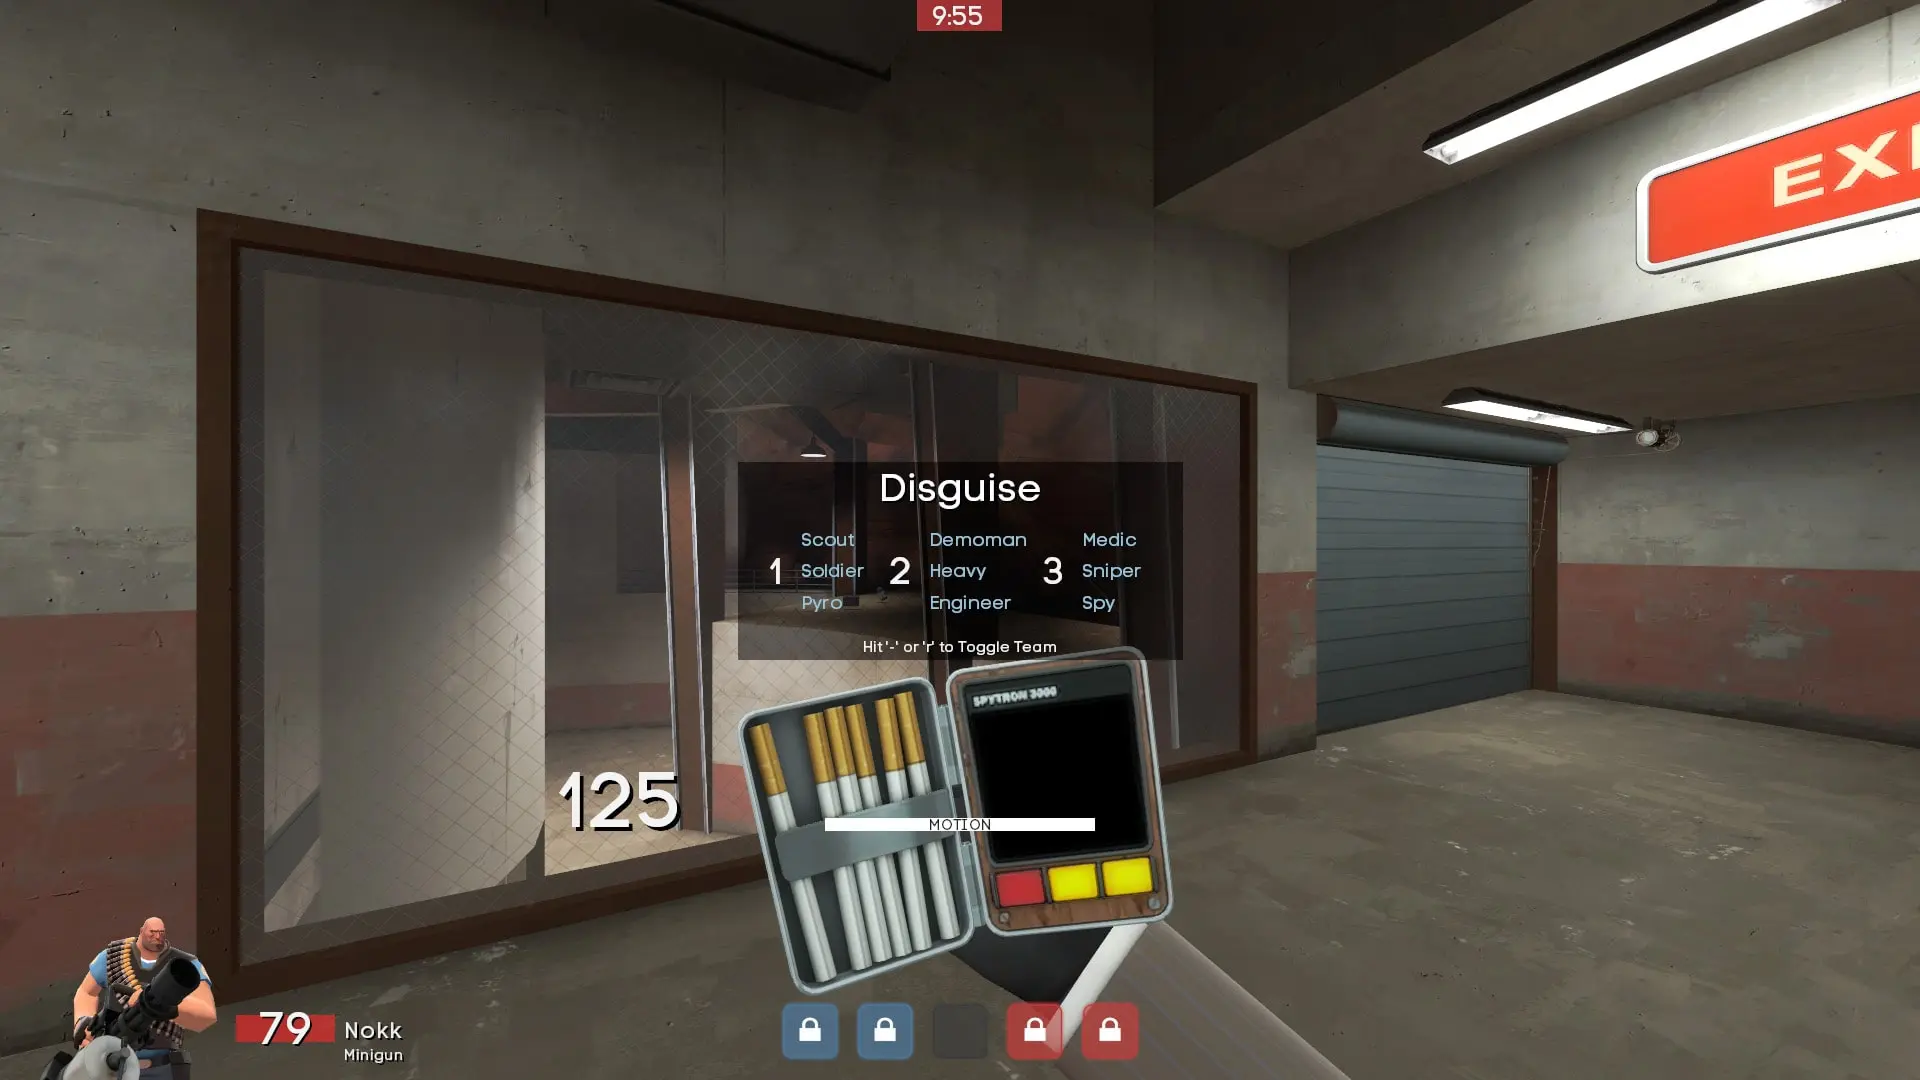 9:55
EXI
Disguise
Scout
Demoman
Medic
1
Soldier
2
Heavy
3
Sniper
Pyro
Engineer
Spy
Hit '-' or 'r' to Toggle Team
SPYTRON 3000
125
MOTION
79
Nokk
Minigun